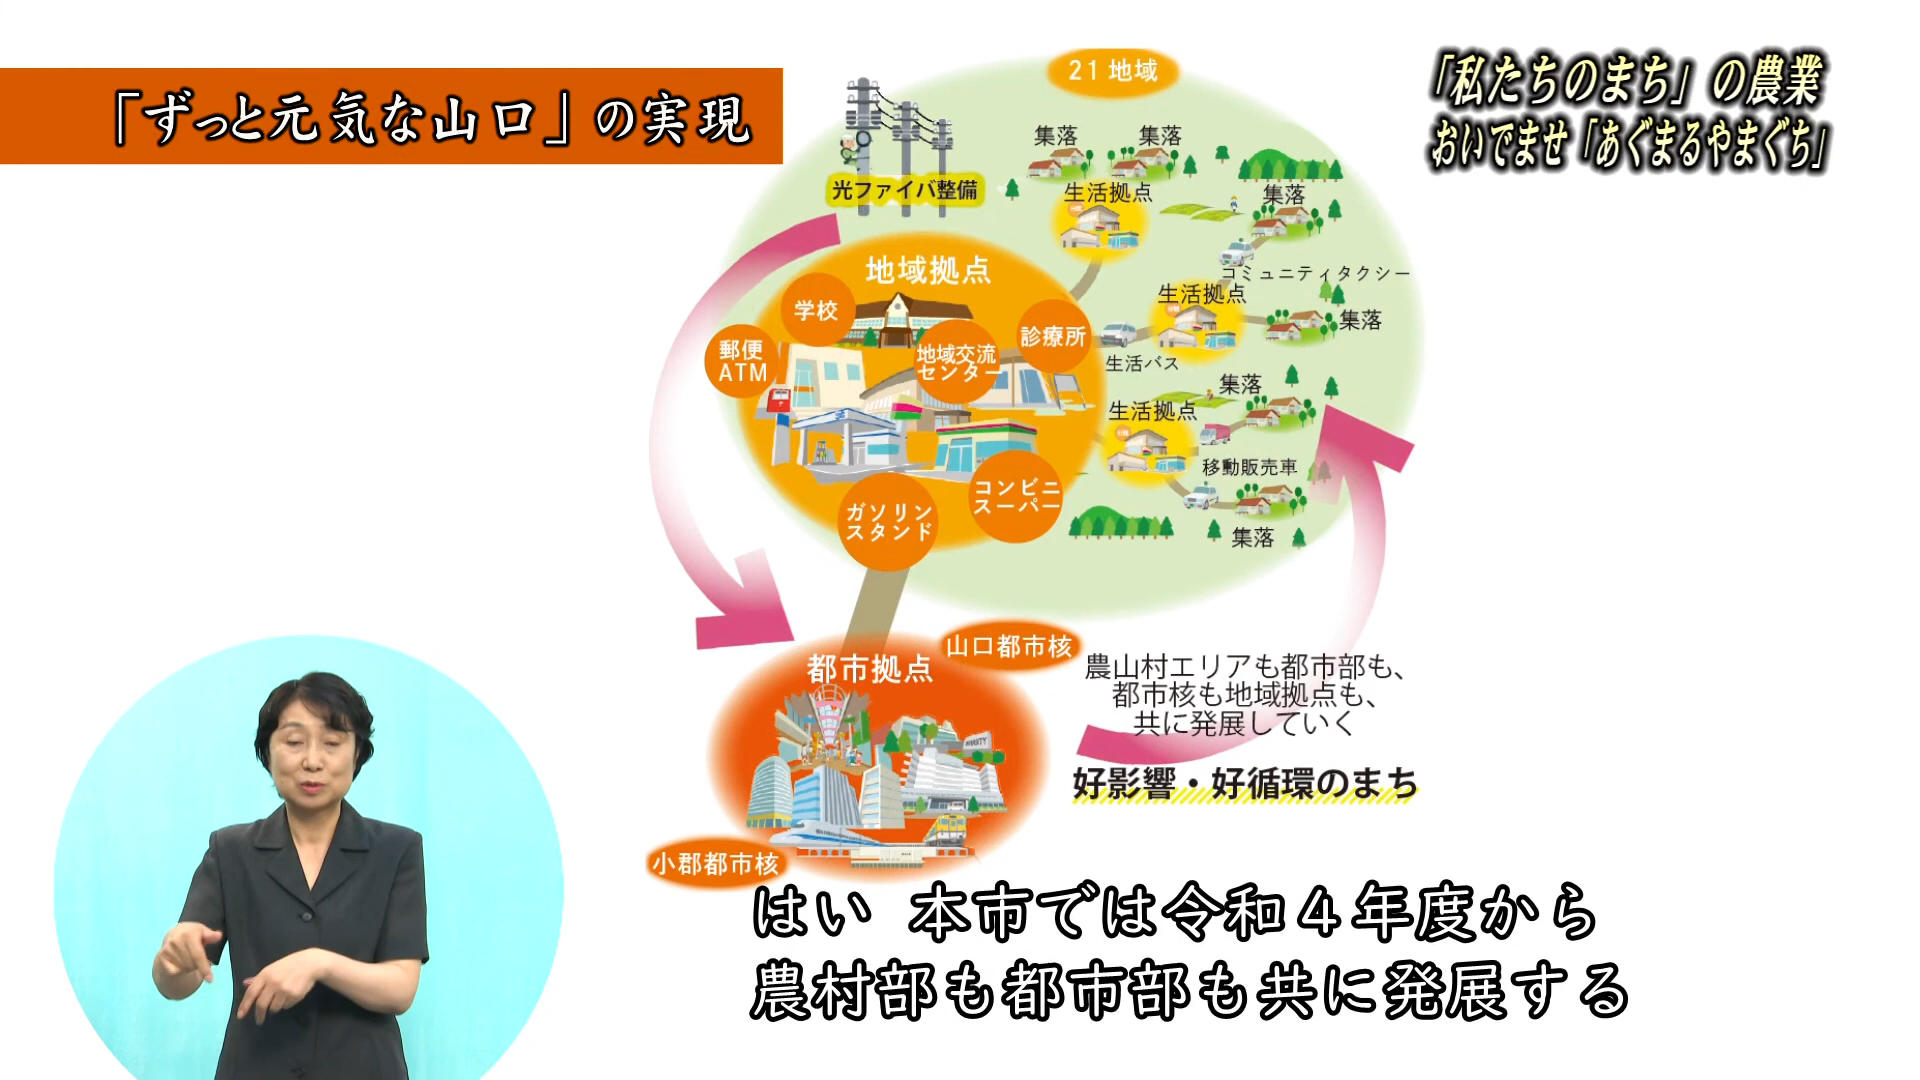 「ずっと元気な山口」の実現
「私たちのまち」の農業
おいでませ「あぐまるやまぐち」
21地域
集落
集落
光ファイバ整備
生活拠点
集落
地域拠点
コミュニティタクシー
学校
生活拠点
集落
診療所
郵便
ATM
地域交流
センター
生活バス
集落
生活拠点
移動販売車
コンビニ
スーパー
ガソリン
スタンド
集落
山口都市核
都市拠点
農山村エリアも都市部も、
都市核も地域拠点も、
共に発展していく
好影響・好循環のまち
小郡都市核
はい 本市では令和4年度から
農村部も都市部も共に発展する